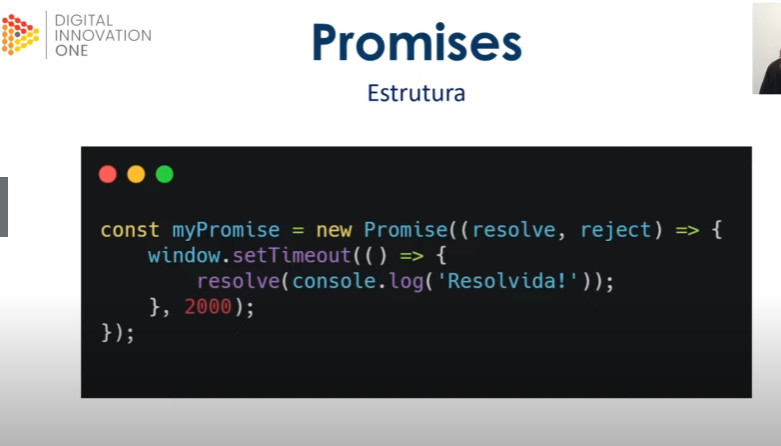 DIGITAL
INNOVATION
ONE
Promises
Estrutura
const myPromise = new Promise((resolve, reject) => {
    window.setTimeout(() => {
        resolve(console.log('Resolvida!'));
    }, 2000);
});